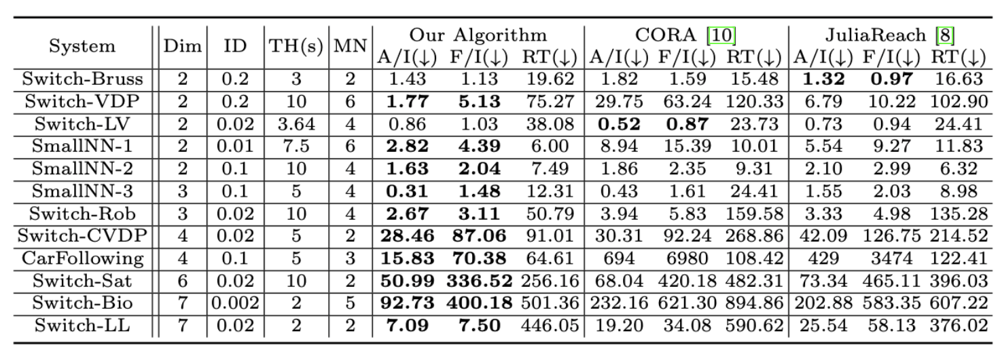 System Dim ID TH(s) MN Our Algorithm CORA [10] JuliaReach [8]
A/I(↓) F/I(↓) RT(↓) A/I(↓) F/I(↓) RT(↓) A/I(↓) F/I(↓) RT(↓)
Switch-Bruss 2 0.2 3 2 1.43 1.13 19.62 1.82 1.59 15.48 1.32 0.97 16.63
Switch-VDP 2 0.2 10 6 1.77 5.13 75.27 29.75 63.24 120.33 6.79 10.22 102.90
Switch-LV 2 0.02 3.64 4 0.86 1.03 38.08 0.52 0.87 23.73 0.73 0.94 24.41
SmallNN-1 2 0.01 7.5 6 2.82 4.39 6.00 8.94 15.39 10.01 5.54 9.27 11.83
SmallNN-2 2 0.1 10 4 1.63 2.04 7.49 1.86 2.35 9.31 2.10 2.99 6.32
SmallNN-3 3 0.1 5 4 0.31 1.48 12.31 0.43 1.61 24.41 1.55 2.03 8.98
Switch-Rob 3 0.02 10 4 2.67 3.11 50.79 3.94 5.83 159.58 3.33 4.98 135.28
Switch-CVDP 4 0.02 5 2 28.46 87.06 91.01 30.31 92.24 268.86 42.09 126.75 214.52
CarFollowing 4 0.1 5 3 15.83 70.38 64.61 694 6980 108.42 429 3474 122.41
Switch-Sat 6 0.02 10 2 50.99 336.52 256.16 68.04 420.18 482.31 73.34 465.11 396.03
Switch-Bio 7 0.002 2 5 92.73 400.18 501.36 232.16 621.30 894.86 202.88 583.35 607.22
Switch-LL 7 0.02 2 2 7.09 7.50 446.05 19.20 34.08 590.62 25.54 58.13 376.02